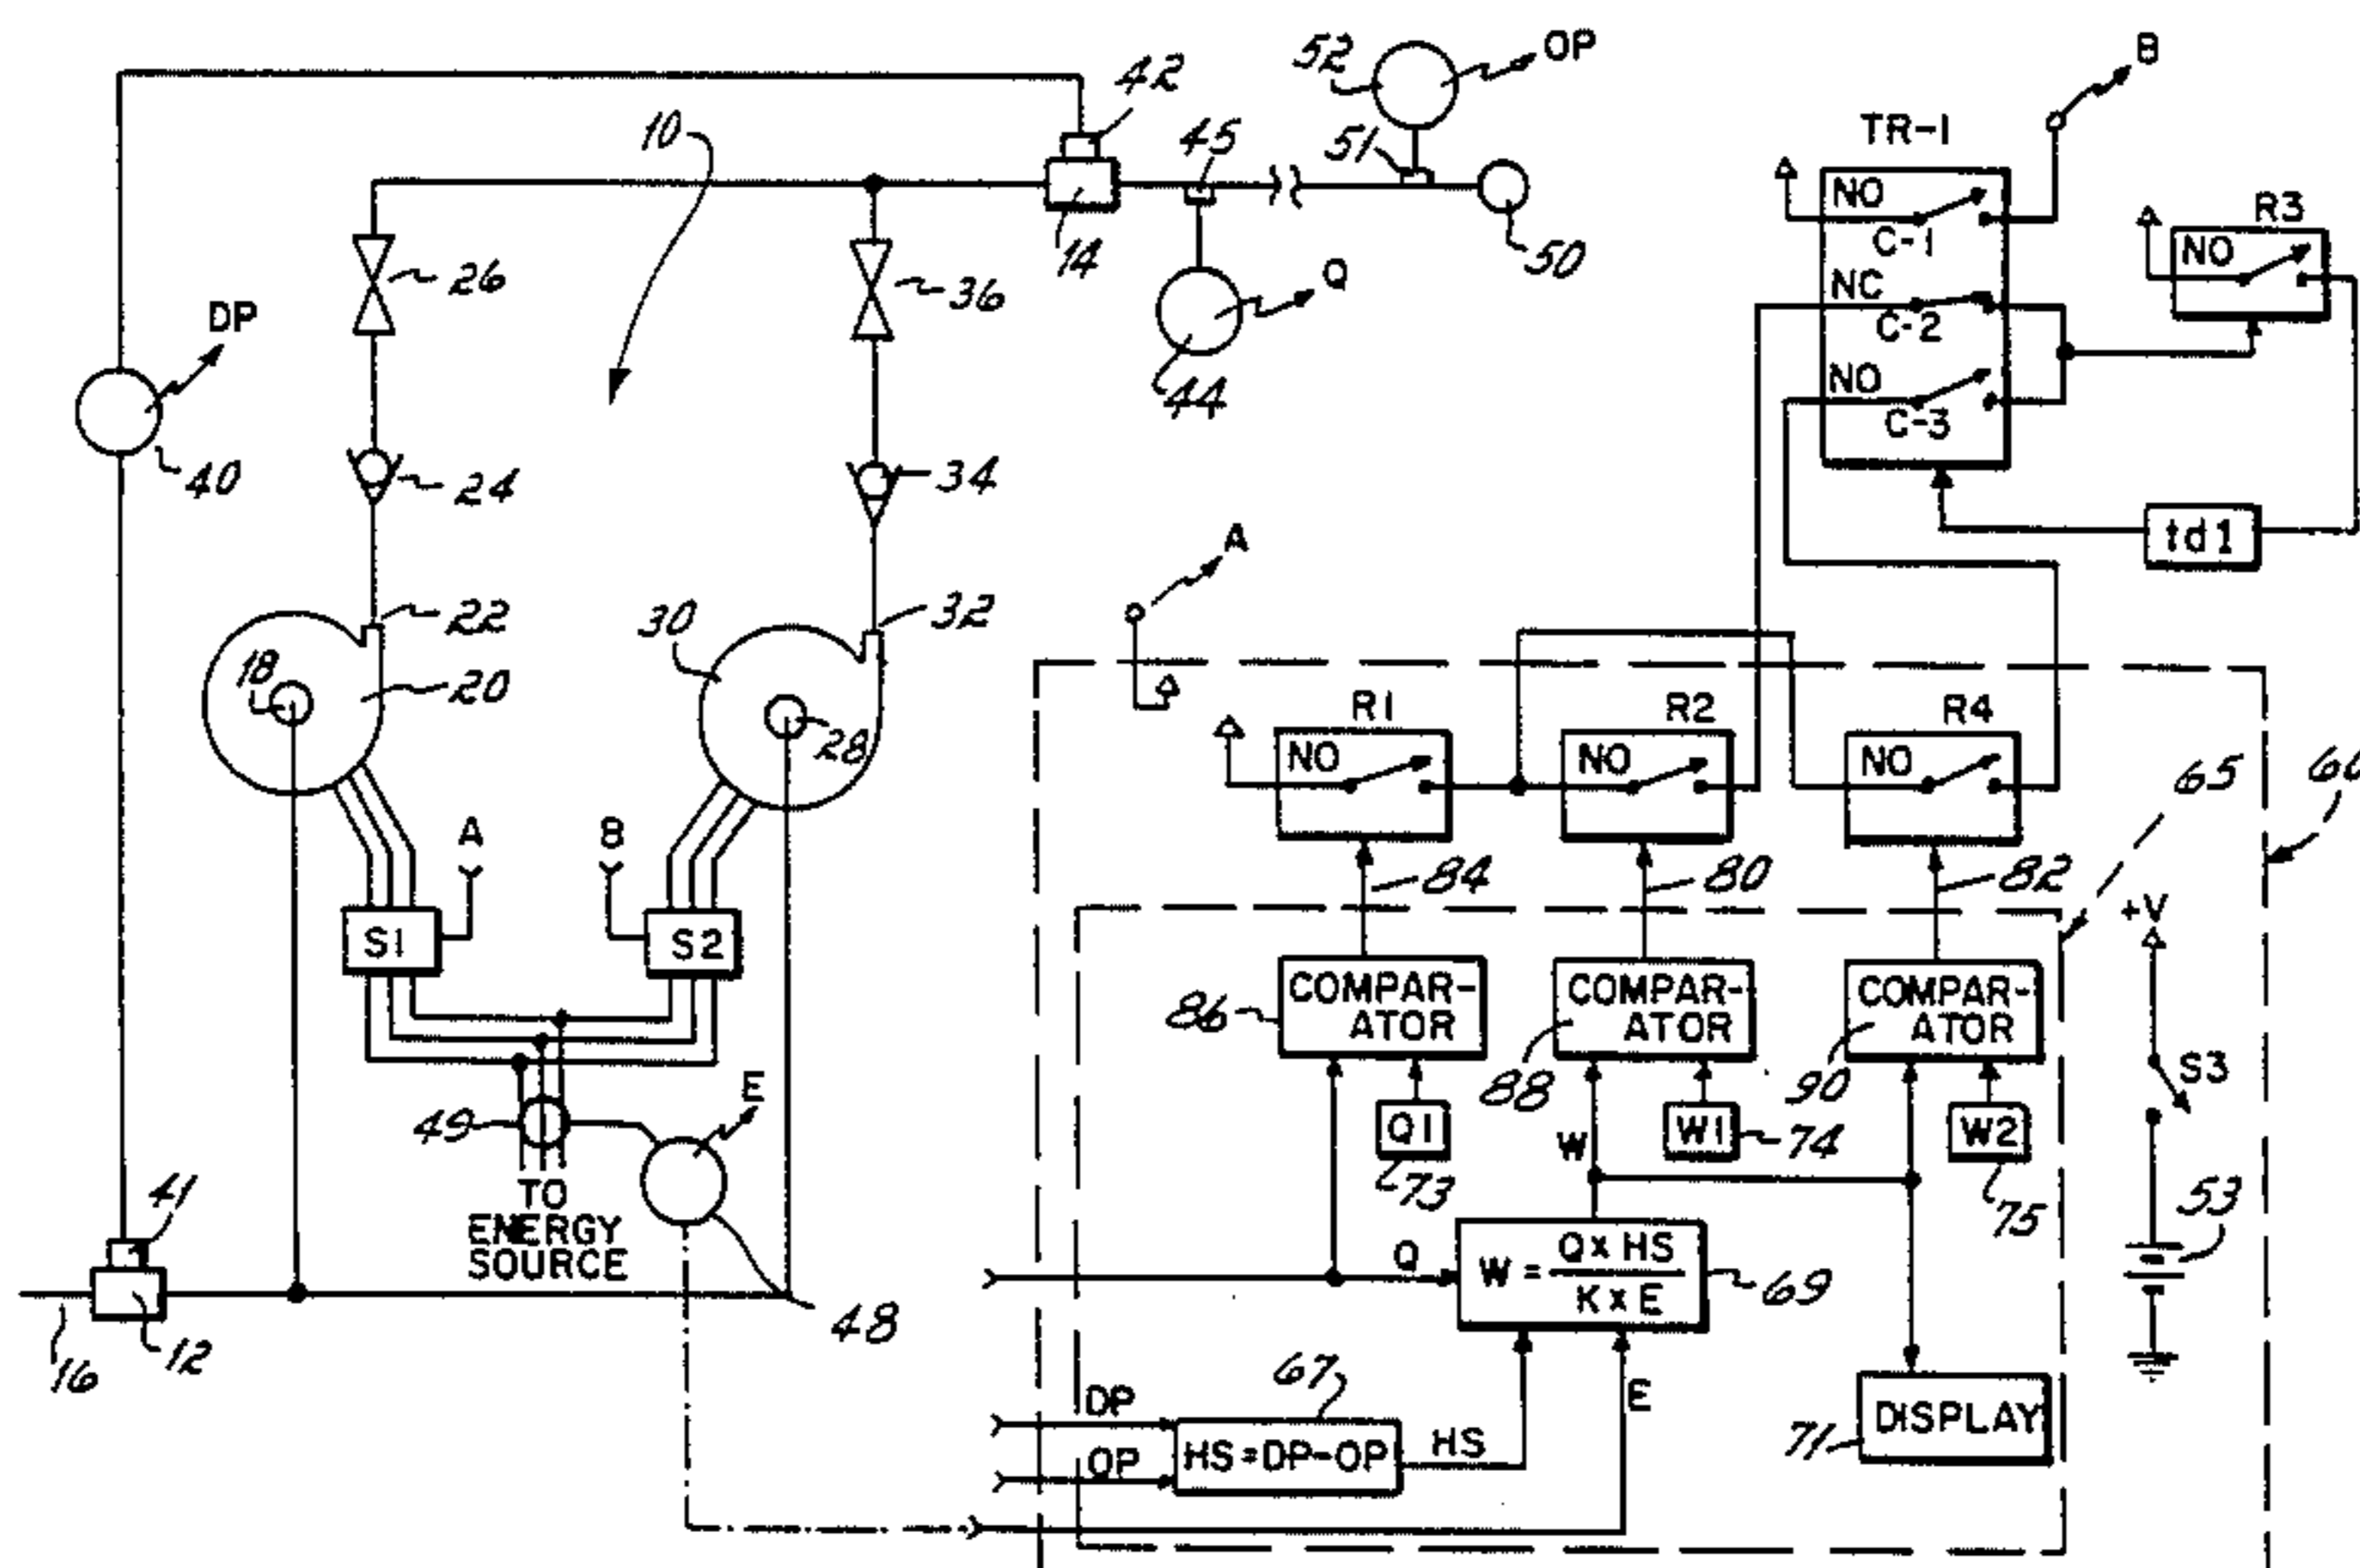 42
52
OP
B
10
45
51
TR-1
NO
C-1
R3
NO
14
50
26
36
Q
NC
C-2
DP
44
NO
C-3
40
24
34
td1
A
22
30
32
18
20
28
R1
R2
R4
NO
NO
NO
65
A
B
84
80
82
S1
S2
+V
86
COMPAR-
ATOR
COMPAR-
ATOR
COMPAR-
ATOR
88
90
S3
E
49
Q1
W
W1
74
W2
TO
ENERGY
SOURCE
73
75
53
41
Q
W = Q x HS
K x E
69
48
16
12
67
DP
E
OP
HS = DP-OP
HS
DISPLAY
71